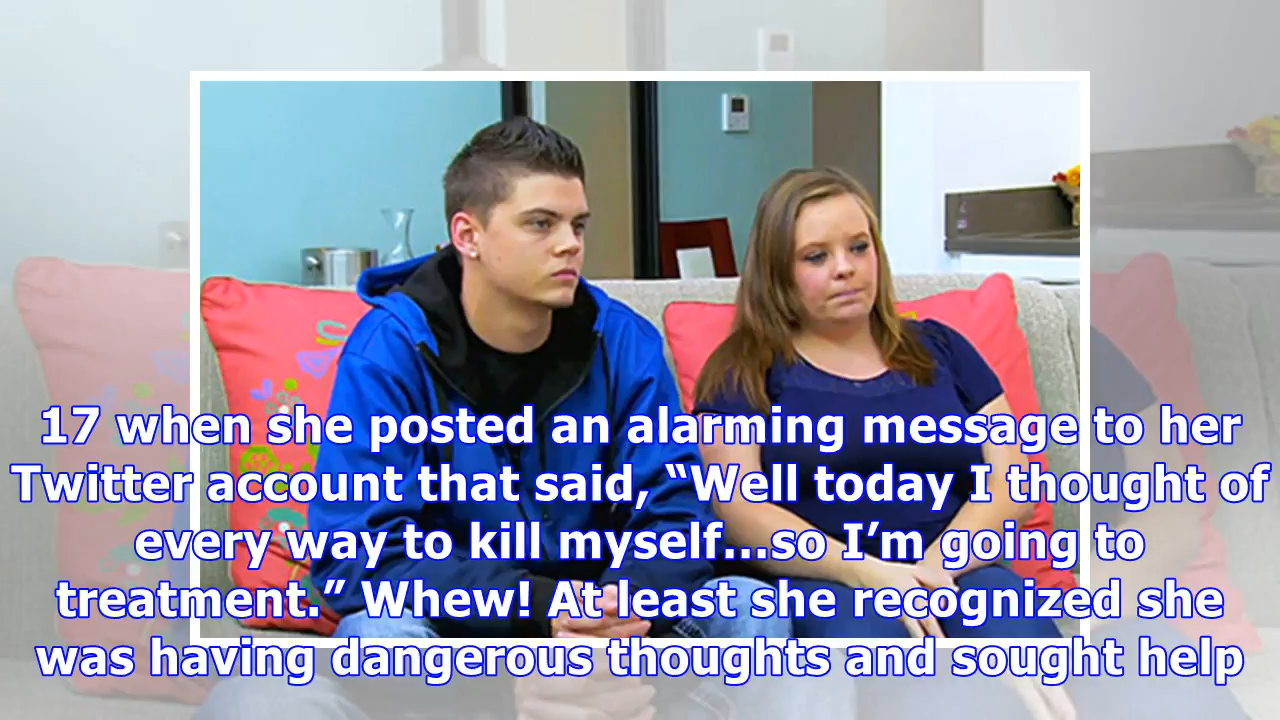 17 when she posted an alarming message to her
Twitter account that said, “Well today I thought of
every way to kill myself…so I’m going to
treatment.” Whew! At least she recognized she
was having dangerous thoughts and sought help